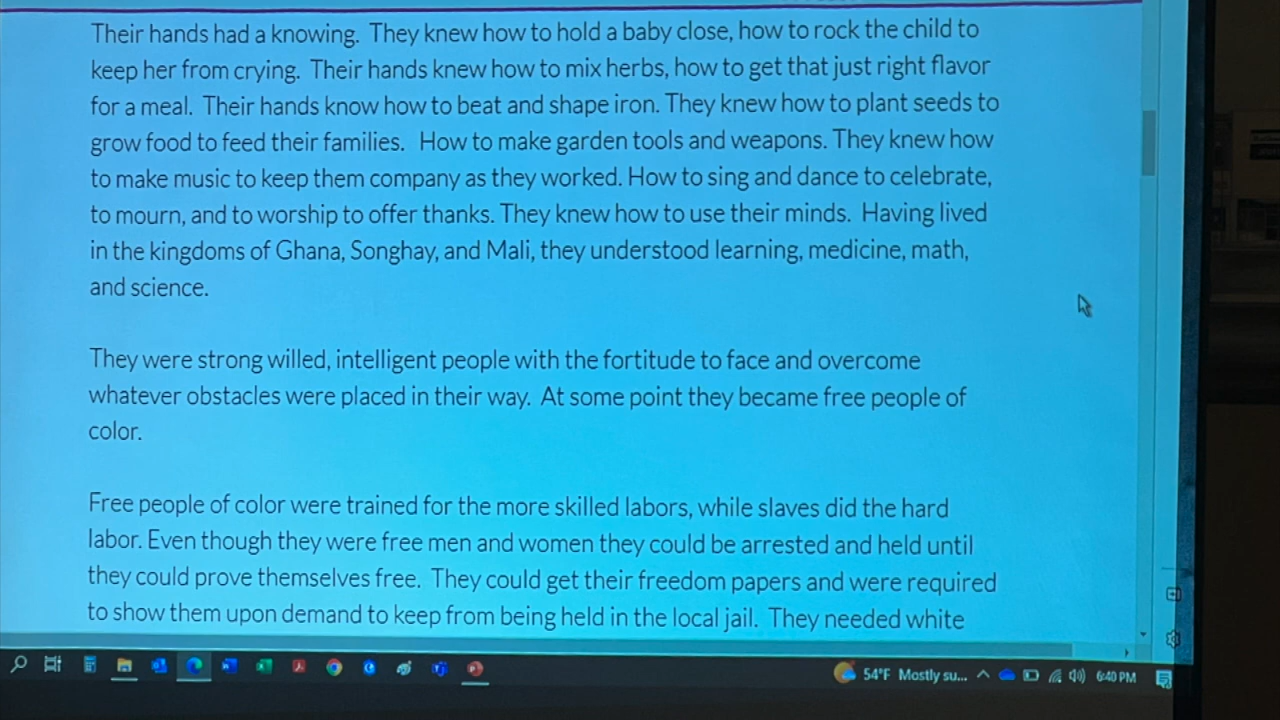 Their hands had a knowing. They knew how to hold a baby close, how to rock the child to
keep her from crying. Their hands knew how to mix herbs, how to get that just right flavor
for a meal. Their hands know how to beat and shape iron. They knew how to plant seeds to
grow food to feed their families. How to make garden tools and weapons. They knew how
to make music to keep them company as they worked. How to sing and dance to celebrate,
to mourn, and to worship to offer thanks. They knew how to use their minds. Having lived
in the kingdoms of Ghana, Songhay, and Mali, they understood learning, medicine, math,
and science.
They were strong willed, intelligent people with the fortitude to face and overcome
whatever obstacles were placed in their way. At some point they became free people of
color.
Free people of color were trained for the more skilled labors, while slaves did the hard
labor. Even though they were free men and women they could be arrested and held until
they could prove themselves free. They could get their freedom papers and were required
to show them upon demand to keep from being held in the local jail. They needed white
54°F Mostly su... 6:40 PM